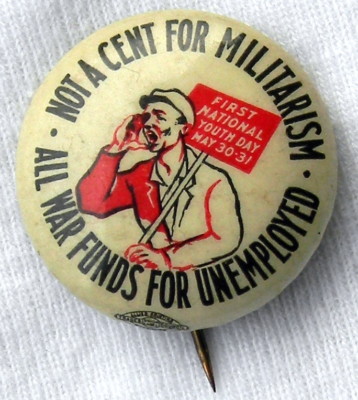 NOT A CENT FOR MILITARISM ·
ALL WAR FUNDS FOR UNEMPLOYED ·
FIRST
NATIONAL
YOUTH DAY
MAY 30-31